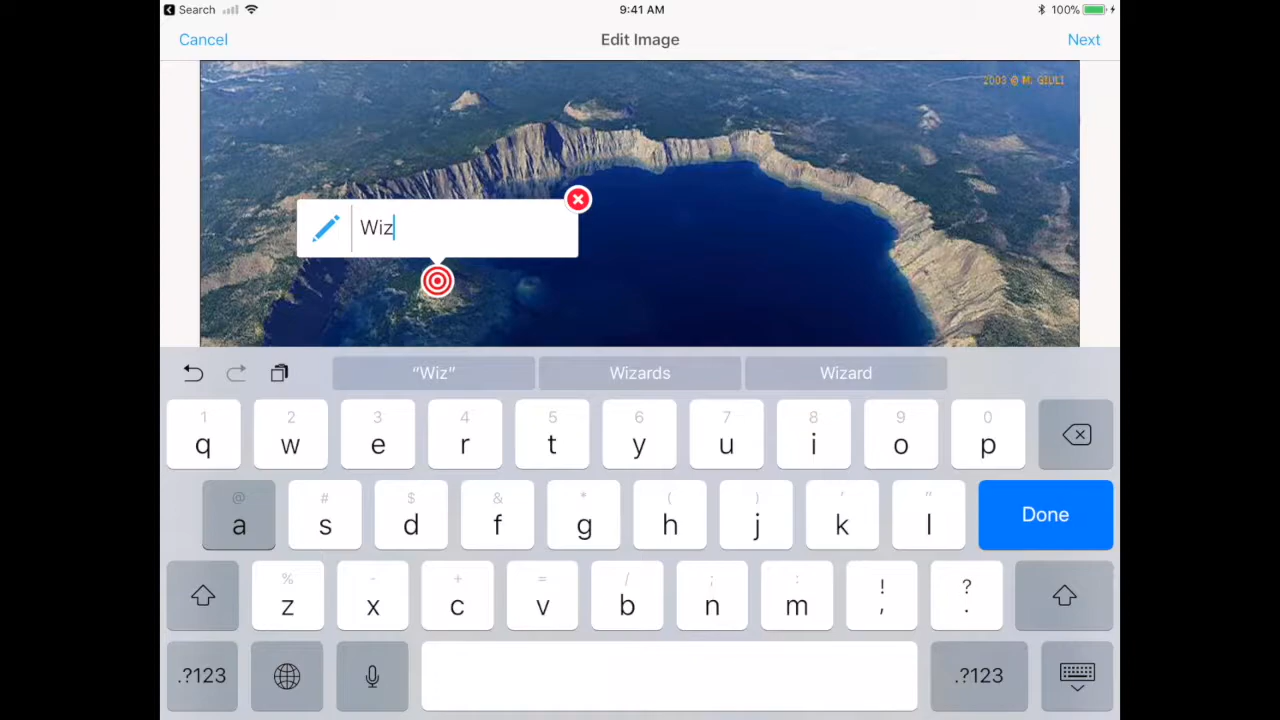 Search 9:41 AM 100%
Cancel Edit Image Next
2003 @ M. GIULI
Wiz
“Wiz” Wizards Wizard
1 2 3 4 5 6 7 8 9 0
q w e r t y u i o p
@ # $ & * ( ) ' "
a s d f g h j k l Done
% - + = / ; : ! ?
z x c v b n m , .
.?123 .?123